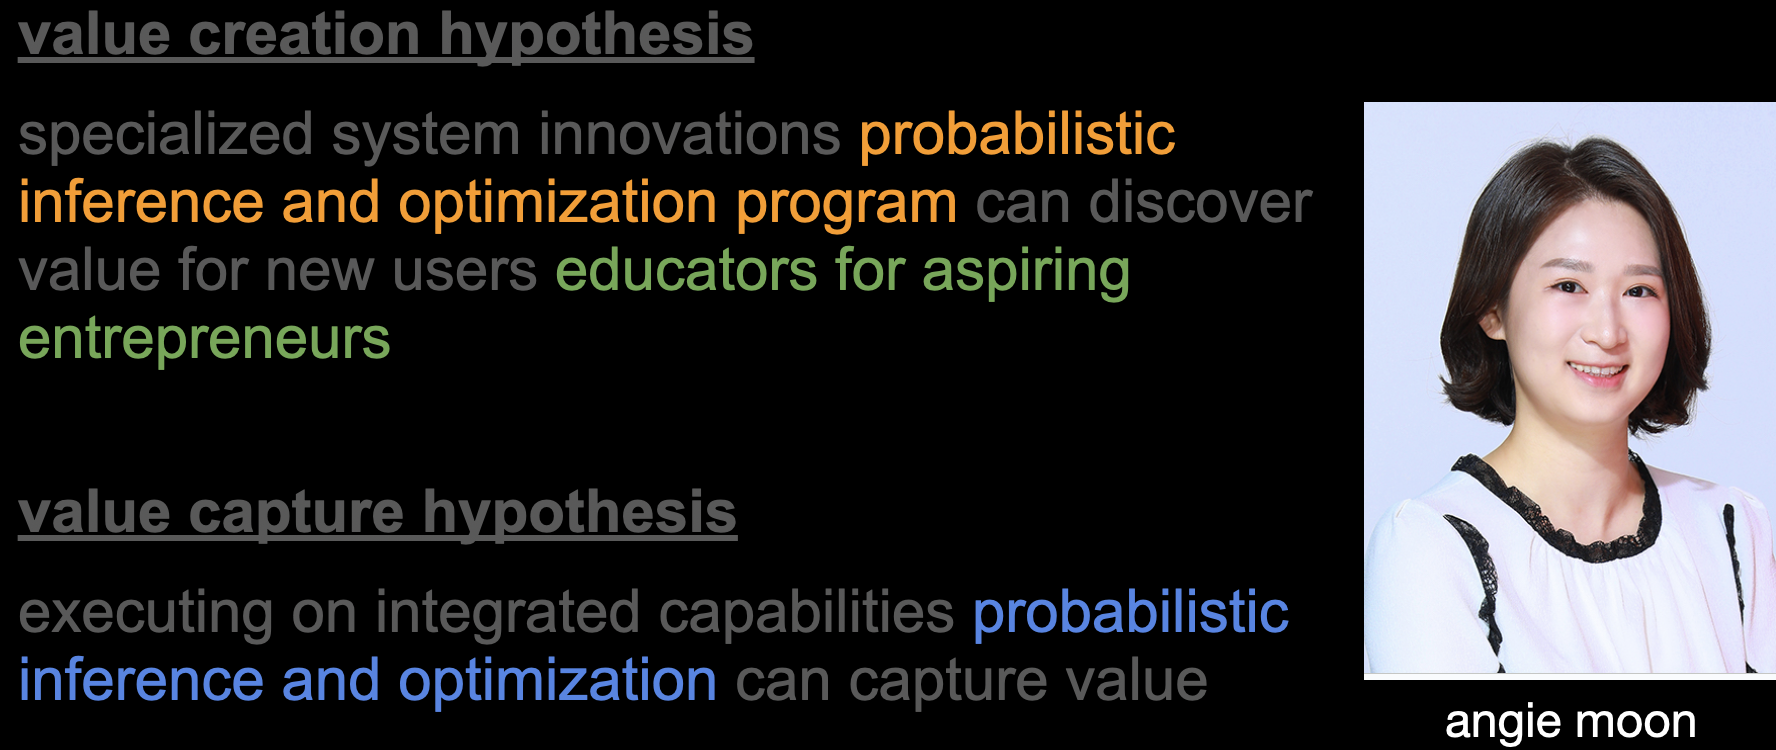 value creation hypothesis
specialized system innovations probabilistic
inference and optimization program can discover
value for new users educators for aspiring
entrepreneurs
value capture hypothesis
executing on integrated capabilities probabilistic
inference and optimization can capture value
angie moon